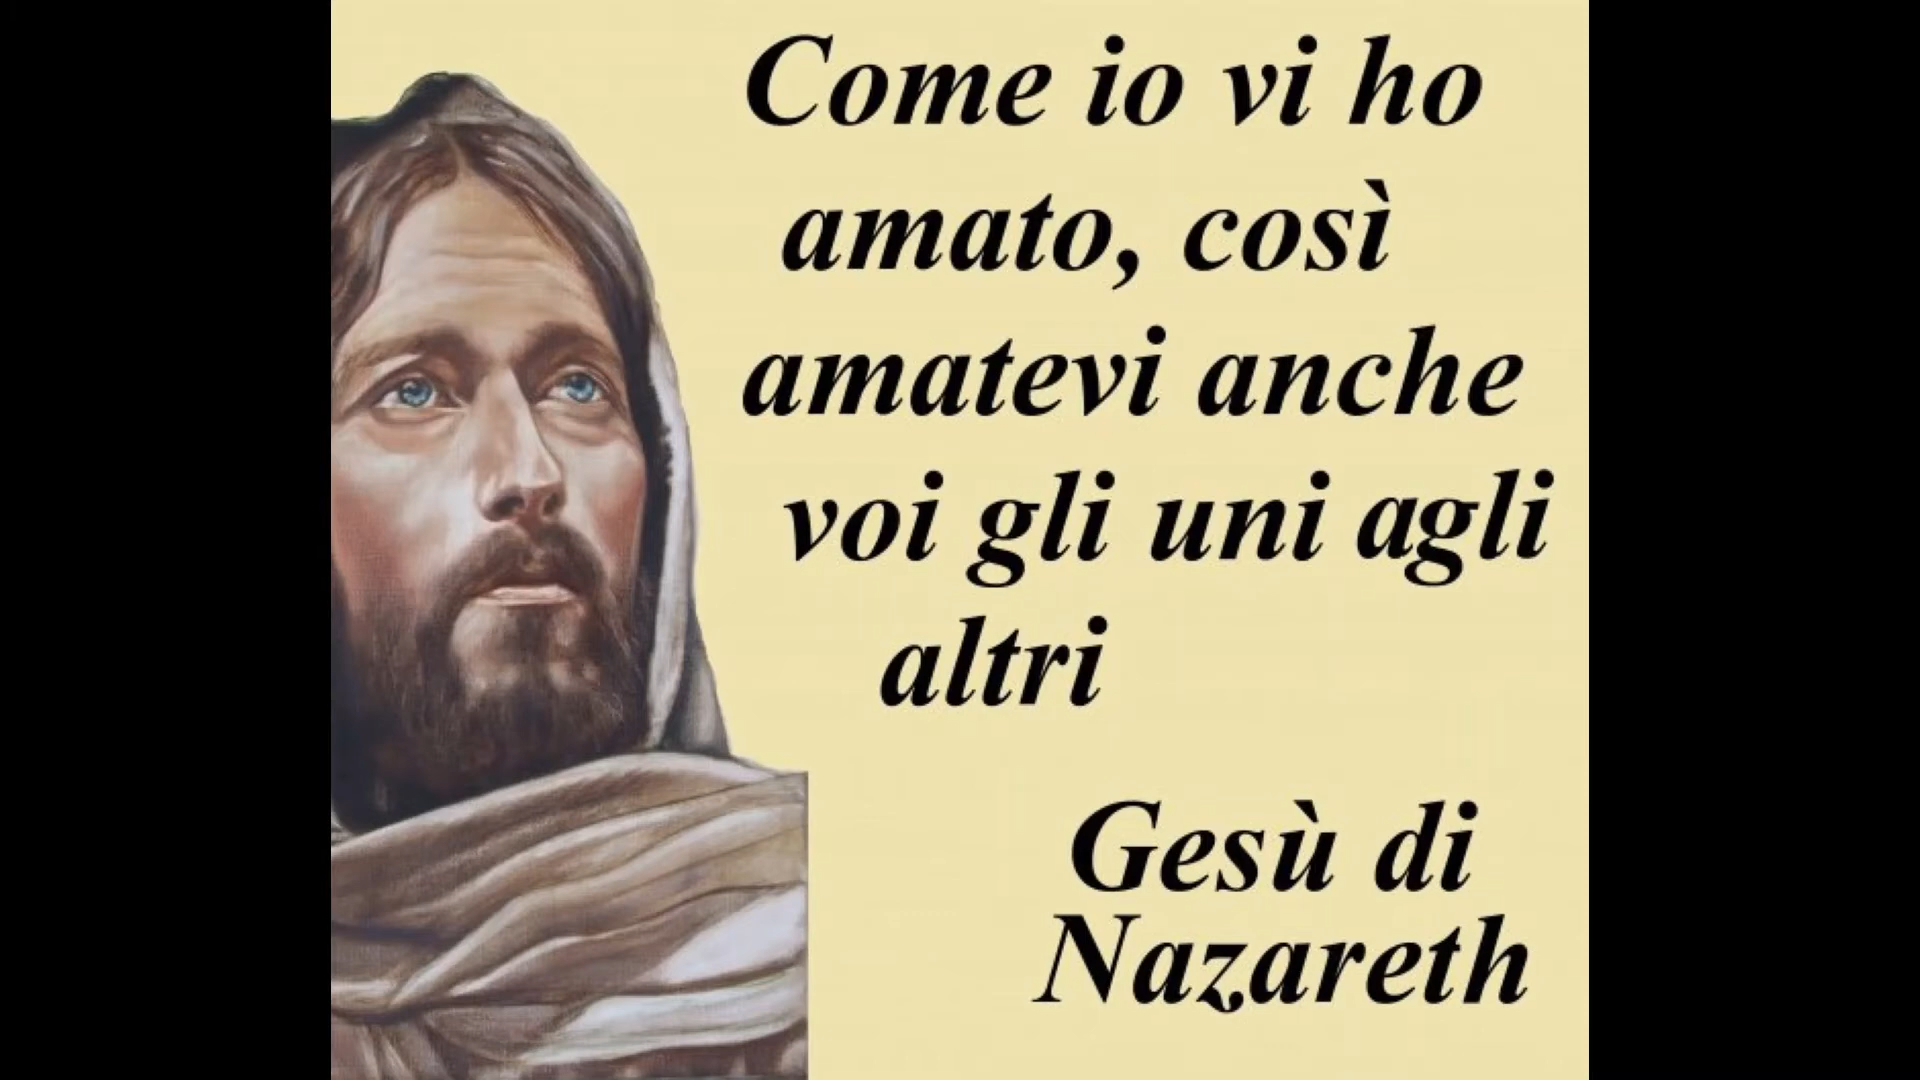 Come io vi ho
amato, così
amatevi anche
voi gli uni agli
altri
Gesù di
Nazareth